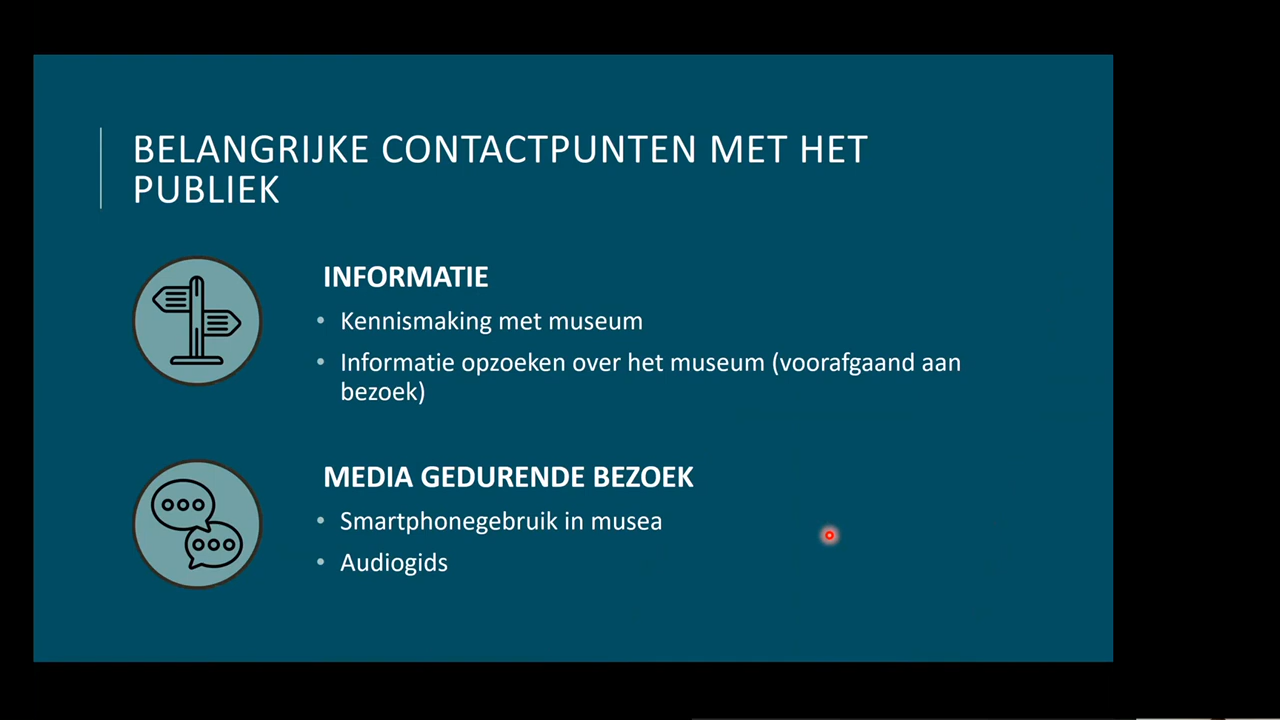 BELANGRIJKE CONTACTPUNTEN MET HET
PUBLIEK
INFORMATIE
• Kennismaking met museum
• Informatie opzoeken over het museum (voorafgaand aan
bezoek)
MEDIA GEDURENDE BEZOEK
• Smartphonegebruik in musea
• Audiogids